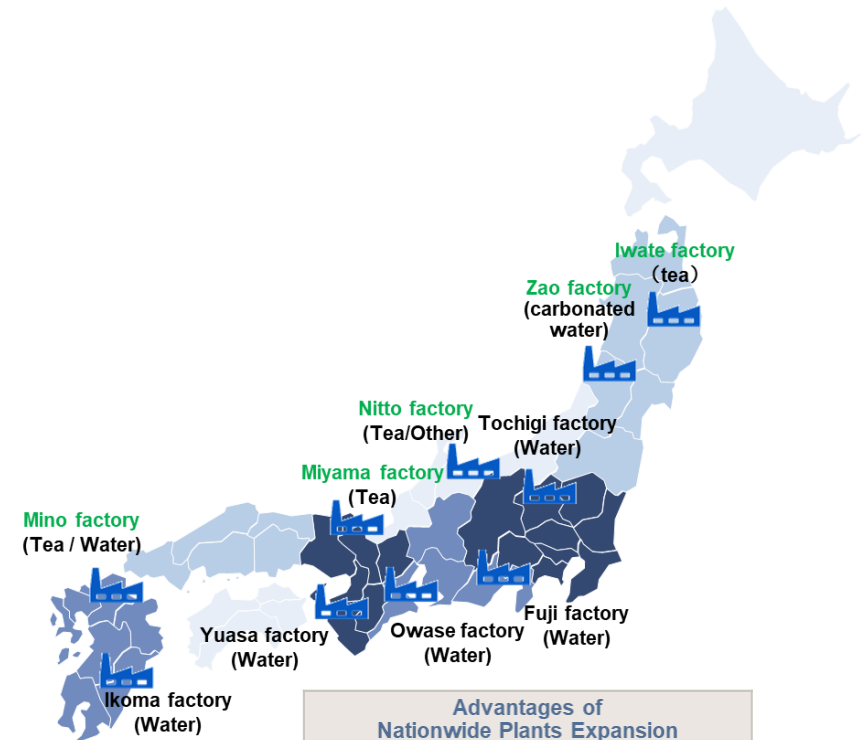 Iwate factory
（tea）
Zao factory
(carbonated
water)
Nitto factory
(Tea/Other)
Tochigi factory
(Water)
Miyama factory
(Tea)
Mino factory
(Tea / Water)
Yuasa factory
(Water)
Owase factory
(Water)
Fuji factory
(Water)
Ikoma factory
(Water)
Advantages of
Nationwide Plants Expansion